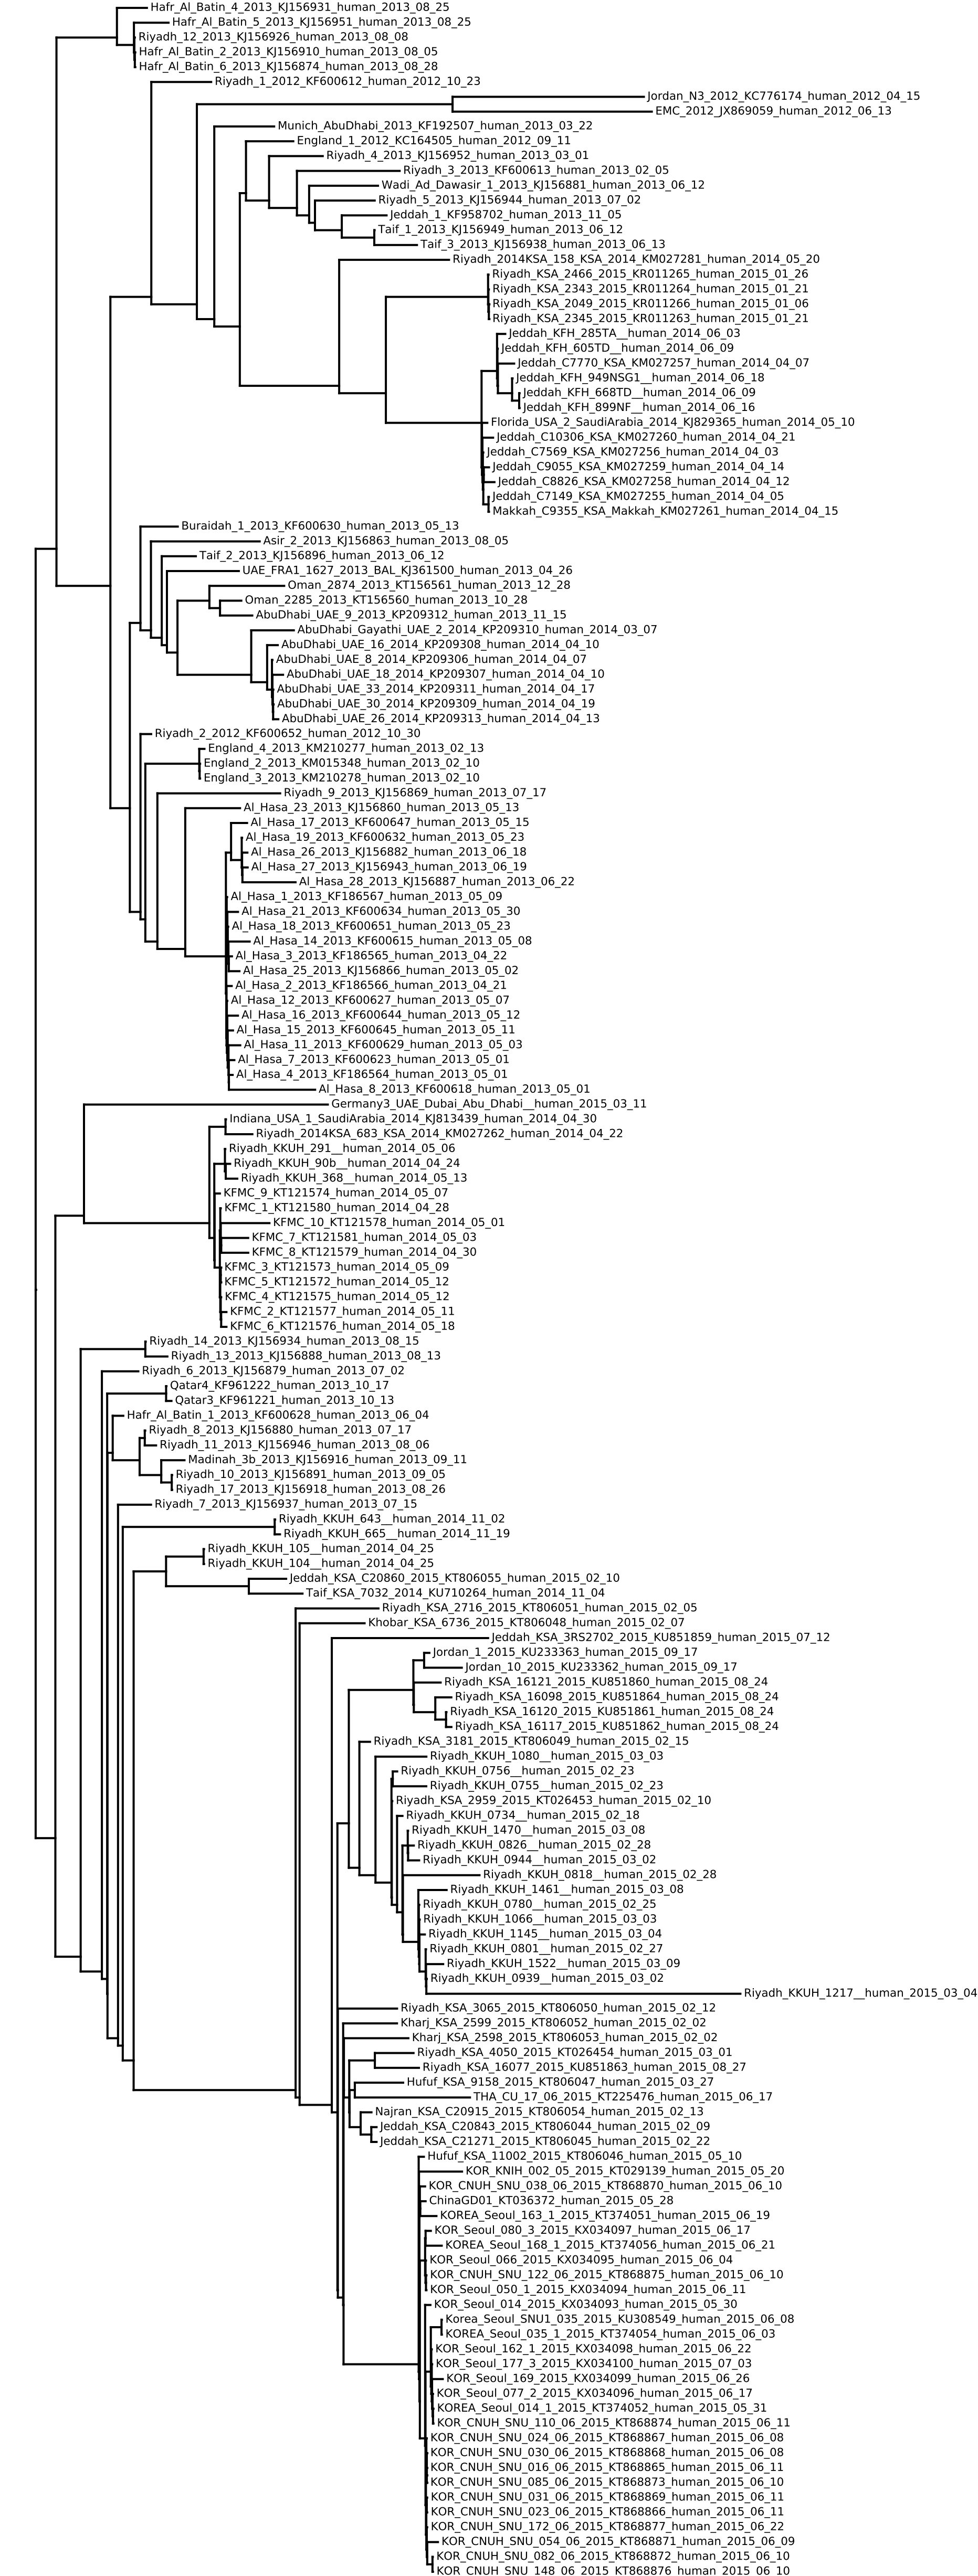 Hafr_Al_Batin_4_2013_KJ156931_human_2013_08_25
Hafr_Al_Batin_5_2013_KJ156951_human_2013_08_25
Riyadh_12_2013_KJ156926_human_2013_08_08
Hafr_Al_Batin_2_2013_KJ156910_human_2013_08_05
Hafr_Al_Batin_6_2013_KJ156874_human_2013_08_28
Riyadh_1_2012_KF600612_human_2012_10_23
Jordan_N3_2012_KC776174_human_2012_04_15
EMC_2012_JX869059_human_2012_06_13
Munich_AbuDhabi_2013_KF192507_human_2013_03_22
England_1_2012_KC164505_human_2012_09_11
Riyadh_4_2013_KJ156952_human_2013_03_01
Riyadh_3_2013_KF600613_human_2013_02_05
Wadi_Ad_Dawasir_1_2013_KJ156881_human_2013_06_12
Riyadh_5_2013_KJ156944_human_2013_07_02
Jeddah_1_KF958702_human_2013_11_05
Taif_1_2013_KJ156949_human_2013_06_12
Taif_3_2013_KJ156938_human_2013_06_13
Riyadh_2014KSA_158_KSA_2014_KM027281_human_2014_05_20
Riyadh_KSA_2466_2015_KR011265_human_2015_01_26
Riyadh_KSA_2343_2015_KR011264_human_2015_01_21
Riyadh_KSA_2049_2015_KR011266_human_2015_01_06
Riyadh_KSA_2345_2015_KR011263_human_2015_01_21
Jeddah_KFH_285TA__human_2014_06_03
Jeddah_KFH_605TD__human_2014_06_09
Jeddah_C7770_KSA_KM027257_human_2014_04_07
Jeddah_KFH_949NSG1__human_2014_06_18
Jeddah_KFH_668TD__human_2014_06_09
Jeddah_KFH_899NF__human_2014_06_16
Florida_USA_2_SaudiArabia_2014_KJ829365_human_2014_05_10
Jeddah_C10306_KSA_KM027260_human_2014_04_21
Jeddah_C7569_KSA_KM027256_human_2014_04_03
Jeddah_C9055_KSA_KM027259_human_2014_04_14
Jeddah_C8826_KSA_KM027258_human_2014_04_12
Jeddah_C7149_KSA_KM027255_human_2014_04_05
Makkah_C9355_KSA_Makkah_KM027261_human_2014_04_15
Buraidah_1_2013_KF600630_human_2013_05_13
Asir_2_2013_KJ156863_human_2013_08_05
Taif_2_2013_KJ156896_human_2013_06_12
UAE_FRA1_1627_2013_BAL_KJ361500_human_2013_04_26
Oman_2874_2013_KT156561_human_2013_12_28
Oman_2285_2013_KT156560_human_2013_10_28
AbuDhabi_UAE_9_2013_KP209312_human_2013_11_15
AbuDhabi_Gayathi_UAE_2_2014_KP209310_human_2014_03_07
AbuDhabi_UAE_16_2014_KP209308_human_2014_04_10
AbuDhabi_UAE_8_2014_KP209306_human_2014_04_07
AbuDhabi_UAE_18_2014_KP209307_human_2014_04_10
AbuDhabi_UAE_33_2014_KP209311_human_2014_04_17
AbuDhabi_UAE_30_2014_KP209309_human_2014_04_19
AbuDhabi_UAE_26_2014_KP209313_human_2014_04_13
Riyadh_2_2012_KF600652_human_2012_10_30
England_4_2013_KM210277_human_2013_02_13
England_2_2013_KM015348_human_2013_02_10
England_3_2013_KM210278_human_2013_02_10
Riyadh_9_2013_KJ156869_human_2013_07_17
Al_Hasa_23_2013_KJ156860_human_2013_05_13
Al_Hasa_17_2013_KF600647_human_2013_05_15
Al_Hasa_19_2013_KF600632_human_2013_05_23
Al_Hasa_26_2013_KJ156882_human_2013_06_18
Al_Hasa_27_2013_KJ156943_human_2013_06_19
Al_Hasa_28_2013_KJ156887_human_2013_06_22
Al_Hasa_1_2013_KF186567_human_2013_05_09
Al_Hasa_21_2013_KF600634_human_2013_05_30
Al_Hasa_18_2013_KF600651_human_2013_05_23
Al_Hasa_14_2013_KF600615_human_2013_05_08
Al_Hasa_3_2013_KF186565_human_2013_04_22
Al_Hasa_25_2013_KJ156866_human_2013_05_02
Al_Hasa_2_2013_KF186566_human_2013_04_21
Al_Hasa_12_2013_KF600627_human_2013_05_07
Al_Hasa_16_2013_KF600644_human_2013_05_12
Al_Hasa_15_2013_KF600645_human_2013_05_11
Al_Hasa_11_2013_KF600629_human_2013_05_03
Al_Hasa_7_2013_KF600623_human_2013_05_01
Al_Hasa_4_2013_KF186564_human_2013_05_01
Al_Hasa_8_2013_KF600618_human_2013_05_01
Germany3_UAE_Dubai_Abu_Dhabi__human_2015_03_11
Indiana_USA_1_SaudiArabia_2014_KJ813439_human_2014_04_30
Riyadh_2014KSA_683_KSA_2014_KM027262_human_2014_04_22
Riyadh_KKUH_291__human_2014_05_06
Riyadh_KKUH_90b__human_2014_04_24
Riyadh_KKUH_368__human_2014_05_13
KFMC_9_KT121574_human_2014_05_07
KFMC_1_KT121580_human_2014_04_28
KFMC_10_KT121578_human_2014_05_01
KFMC_7_KT121581_human_2014_05_03
KFMC_8_KT121579_human_2014_04_30
KFMC_3_KT121573_human_2014_05_09
KFMC_5_KT121572_human_2014_05_12
KFMC_4_KT121575_human_2014_05_12
KFMC_2_KT121577_human_2014_05_11
KFMC_6_KT121576_human_2014_05_18
Riyadh_14_2013_KJ156934_human_2013_08_15
Riyadh_13_2013_KJ156888_human_2013_08_13
Riyadh_6_2013_KJ156879_human_2013_07_02
Qatar4_KF961222_human_2013_10_17
Qatar3_KF961221_human_2013_10_13
Hafr_Al_Batin_1_2013_KF600628_human_2013_06_04
Riyadh_8_2013_KJ156880_human_2013_07_17
Riyadh_11_2013_KJ156946_human_2013_08_06
Madinah_3b_2013_KJ156916_human_2013_09_11
Riyadh_10_2013_KJ156891_human_2013_09_05
Riyadh_17_2013_KJ156918_human_2013_08_26
Riyadh_7_2013_KJ156937_human_2013_07_15
Riyadh_KKUH_643__human_2014_11_02
Riyadh_KKUH_665__human_2014_11_19
Riyadh_KKUH_105__human_2014_04_25
Riyadh_KKUH_104__human_2014_04_25
Jeddah_KSA_C20860_2015_KT806055_human_2015_02_10
Taif_KSA_7032_2014_KU710264_human_2014_11_04
Riyadh_KSA_2716_2015_KT806051_human_2015_02_05
Khobar_KSA_6736_2015_KT806048_human_2015_02_07
Jeddah_KSA_3RS2702_2015_KU851859_human_2015_07_12
Jordan_1_2015_KU233363_human_2015_09_17
Jordan_10_2015_KU233362_human_2015_09_17
Riyadh_KSA_16121_2015_KU851860_human_2015_08_24
Riyadh_KSA_16098_2015_KU851864_human_2015_08_24
Riyadh_KSA_16120_2015_KU851861_human_2015_08_24
Riyadh_KSA_16117_2015_KU851862_human_2015_08_24
Riyadh_KSA_3181_2015_KT806049_human_2015_02_15
Riyadh_KKUH_1080__human_2015_03_03
Riyadh_KKUH_0756__human_2015_02_23
Riyadh_KKUH_0755__human_2015_02_23
Riyadh_KSA_2959_2015_KT026453_human_2015_02_10
Riyadh_KKUH_0734__human_2015_02_18
Riyadh_KKUH_1470__human_2015_03_08
Riyadh_KKUH_0826__human_2015_02_28
Riyadh_KKUH_0944__human_2015_03_02
Riyadh_KKUH_0818__human_2015_02_28
Riyadh_KKUH_1461__human_2015_03_08
Riyadh_KKUH_0780__human_2015_02_25
Riyadh_KKUH_1066__human_2015_03_03
Riyadh_KKUH_1145__human_2015_03_04
Riyadh_KKUH_0801__human_2015_02_27
Riyadh_KKUH_1522__human_2015_03_09
Riyadh_KKUH_0939__human_2015_03_02
Riyadh_KKUH_1217__human_2015_03_04
Riyadh_KSA_3065_2015_KT806050_human_2015_02_12
Kharj_KSA_2599_2015_KT806052_human_2015_02_02
Kharj_KSA_2598_2015_KT806053_human_2015_02_02
Riyadh_KSA_4050_2015_KT026454_human_2015_03_01
Riyadh_KSA_16077_2015_KU851863_human_2015_08_27
Hufuf_KSA_9158_2015_KT806047_human_2015_03_27
THA_CU_17_06_2015_KT225476_human_2015_06_17
Najran_KSA_C20915_2015_KT806054_human_2015_02_13
Jeddah_KSA_C20843_2015_KT806044_human_2015_02_09
Jeddah_KSA_C21271_2015_KT806045_human_2015_02_22
Hufuf_KSA_11002_2015_KT806046_human_2015_05_10
KOR_KNIH_002_05_2015_KT029139_human_2015_05_20
KOR_CNUH_SNU_038_06_2015_KT868870_human_2015_06_10
ChinaGD01_KT036372_human_2015_05_28
KOREA_Seoul_163_1_2015_KT374051_human_2015_06_19
KOR_Seoul_080_3_2015_KX034097_human_2015_06_17
KOREA_Seoul_168_1_2015_KT374056_human_2015_06_21
KOR_Seoul_066_2015_KX034095_human_2015_06_04
KOR_CNUH_SNU_122_06_2015_KT868875_human_2015_06_10
KOR_Seoul_050_1_2015_KX034094_human_2015_06_11
KOR_Seoul_014_2015_KX034093_human_2015_05_30
Korea_Seoul_SNU1_035_2015_KU308549_human_2015_06_08
KOREA_Seoul_035_1_2015_KT374054_human_2015_06_03
KOR_Seoul_162_1_2015_KX034098_human_2015_06_22
KOR_Seoul_177_3_2015_KX034100_human_2015_07_03
KOR_Seoul_169_2015_KX034099_human_2015_06_26
KOR_Seoul_077_2_2015_KX034096_human_2015_06_17
KOREA_Seoul_014_1_2015_KT374052_human_2015_05_31
KOR_CNUH_SNU_110_06_2015_KT868874_human_2015_06_11
KOR_CNUH_SNU_024_06_2015_KT868867_human_2015_06_08
KOR_CNUH_SNU_030_06_2015_KT868868_human_2015_06_08
KOR_CNUH_SNU_016_06_2015_KT868865_human_2015_06_11
KOR_CNUH_SNU_085_06_2015_KT868873_human_2015_06_10
KOR_CNUH_SNU_031_06_2015_KT868869_human_2015_06_11
KOR_CNUH_SNU_023_06_2015_KT868866_human_2015_06_11
KOR_CNUH_SNU_172_06_2015_KT868877_human_2015_06_22
KOR_CNUH_SNU_054_06_2015_KT868871_human_2015_06_09
KOR_CNUH_SNU_082_06_2015_KT868872_human_2015_06_10
KOR_CNUH_SNU_148_06_2015_KT868876_human_2015_06_10